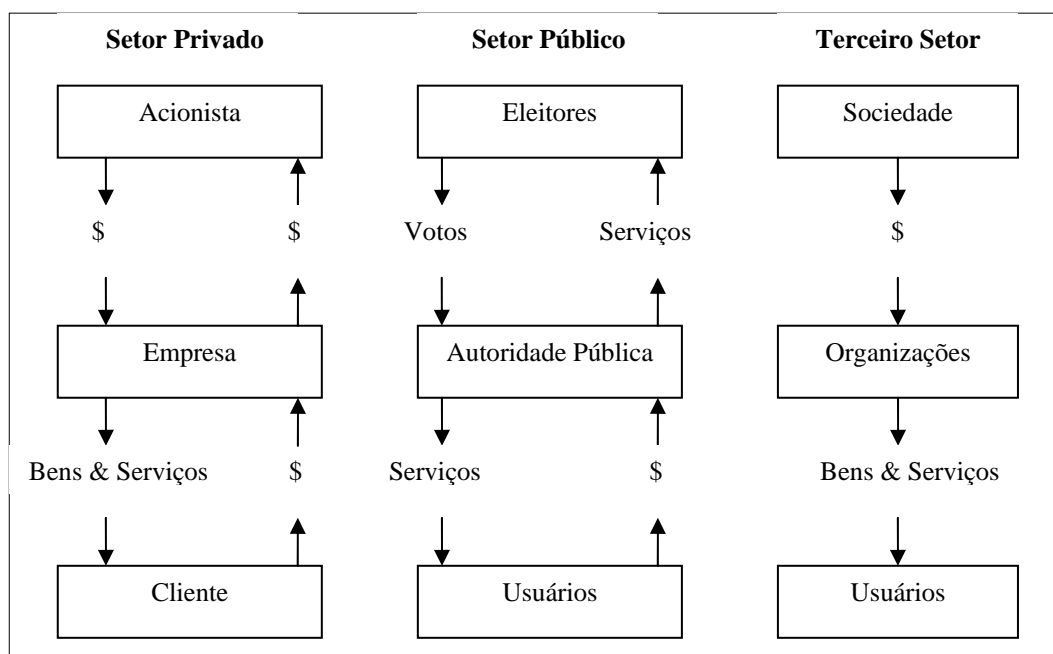 Setor Privado Setor Público Terceiro Setor
Acionista Eleitores Sociedade
$ $ Votos Serviços $
Empresa Autoridade Pública Organizações
Bens & Serviços $ Serviços $ Bens & Serviços
Cliente Usuários Usuários